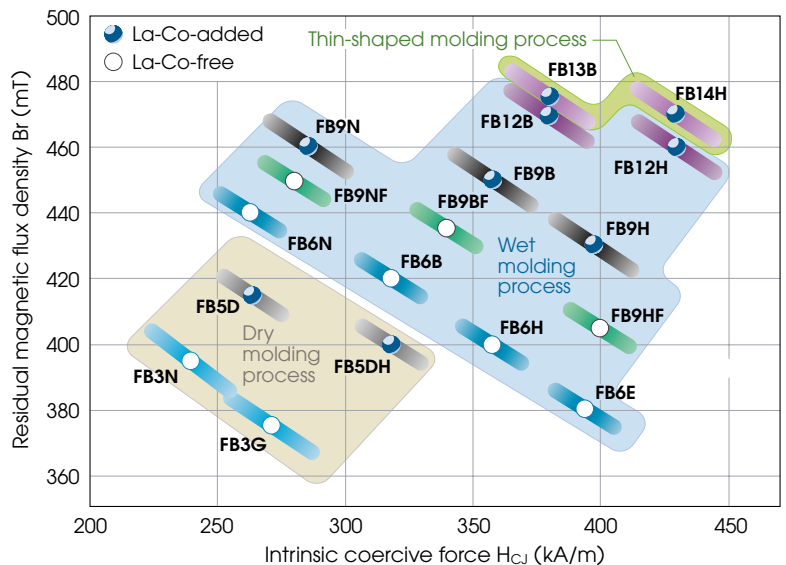 500
480
460
440
420
400
380
360
200
250
300
350
400
450
Residual magnetic flux density Br (mT)
Intrinsic coercive force HCJ (kA/m)
La-Co-added
La-Co-free
Thin-shaped molding process
FB13B
FB14H
FB12B
FB12H
FB9N
FB9NF
FB9B
FB9BF
FB9H
FB6N
FB6B
Wet
molding
process
FB9HF
FB6H
FB6E
FB5D
Dry
molding
process
FB5DH
FB3N
FB3G